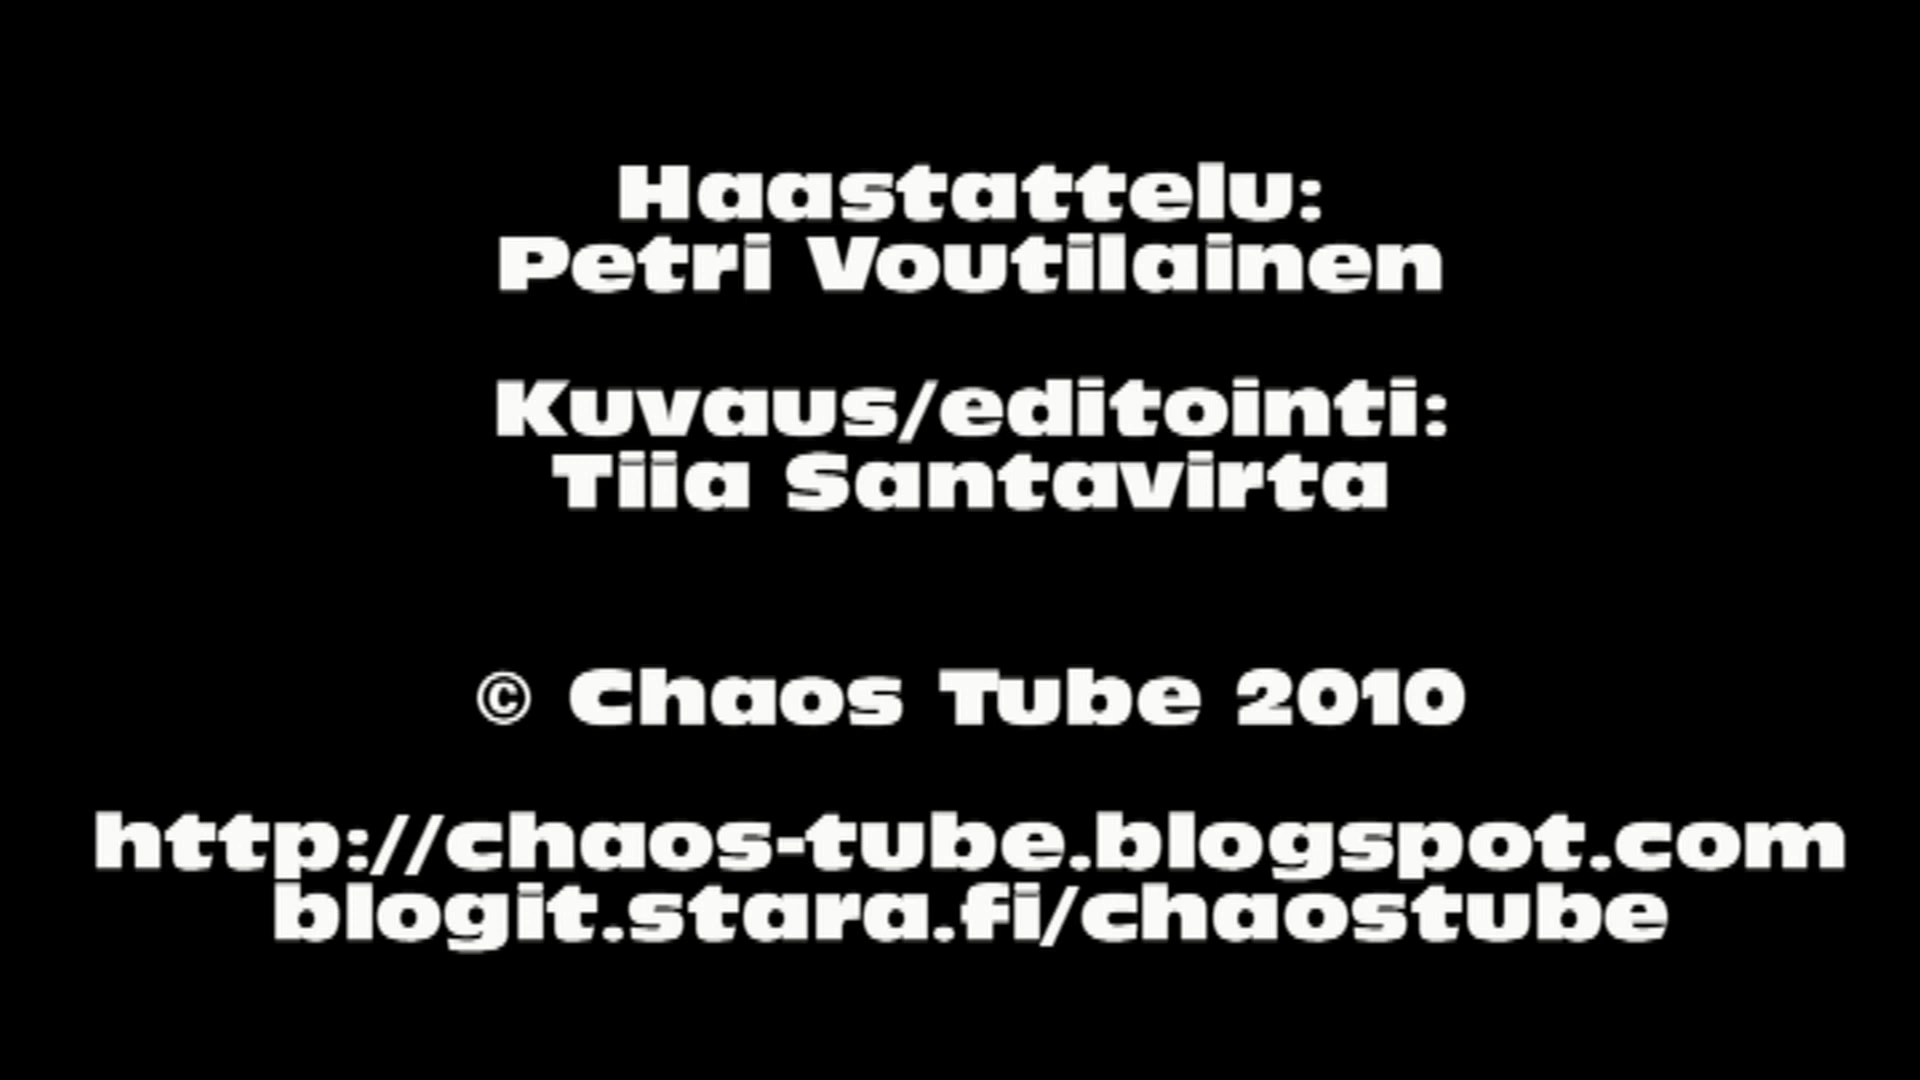 Haastattelu:
Petri Voutilainen
Kuvaus/editointi:
Tiia Santavirta
© Chaos Tube 2010
http://chaos-tube.blogspot.com
blogit.stara.fi/chaostube